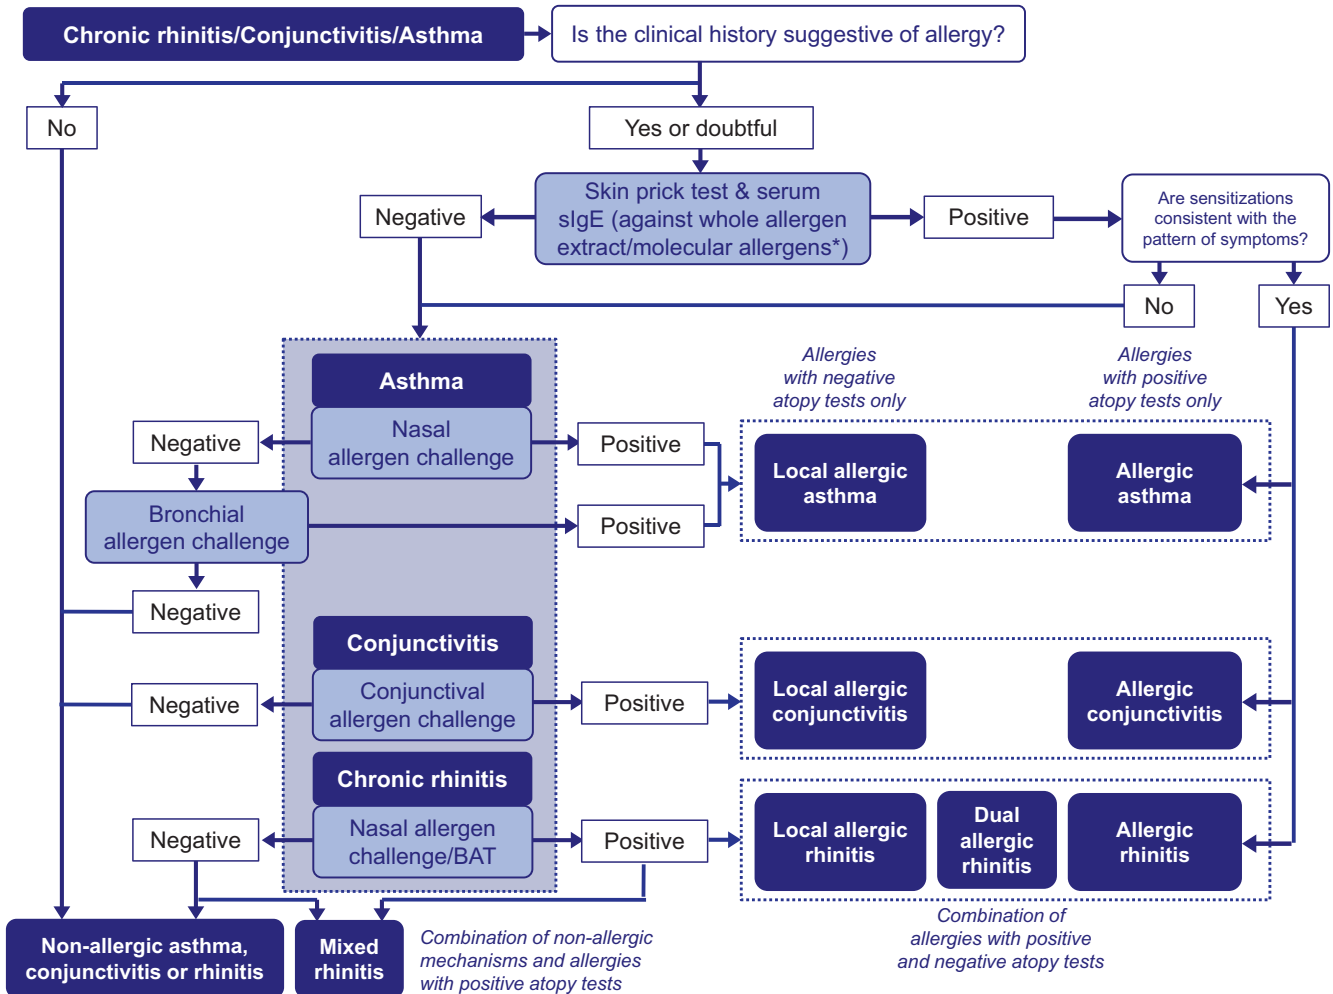 Chronic rhinitis/Conjunctivitis/Asthma
Is the clinical history suggestive of allergy?
No
Yes or doubtful
Skin prick test & serum
sIgE (against whole allergen
extract/molecular allergens*)
Negative
Positive
Are sensitizations
consistent with the
pattern of symptoms?
No
Yes
Allergies
with negative
atopy tests only
Allergies
with positive
atopy tests only
Asthma
Nasal
allergen challenge
Negative
Positive
Bronchial
allergen challenge
Positive
Negative
Local allergic
asthma
Allergic
asthma
Conjunctivitis
Conjunctival
allergen challenge
Negative
Positive
Local allergic
conjunctivitis
Allergic
conjunctivitis
Chronic rhinitis
Nasal allergen
challenge/BAT
Negative
Positive
Local allergic
rhinitis
Dual
allergic
rhinitis
Allergic
rhinitis
Non-allergic asthma,
conjunctivitis or rhinitis
Mixed
rhinitis
Combination of non-allergic
mechanisms and allergies
with positive atopy tests
Combination of
allergies with positive
and negative atopy tests